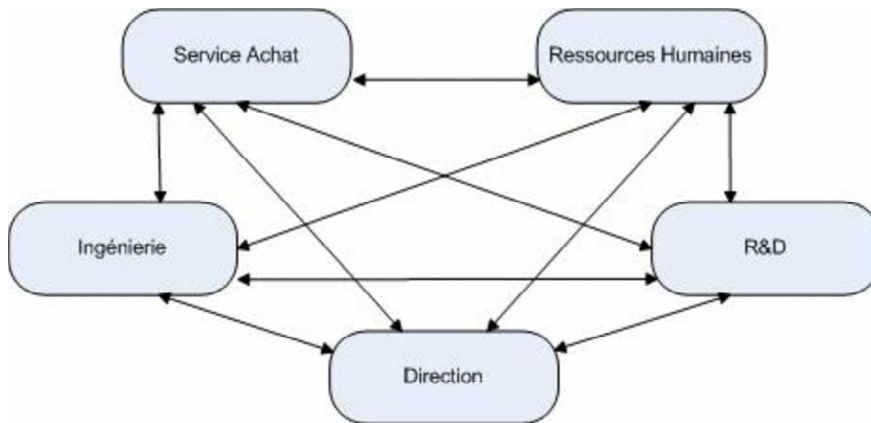 Service Achat
Ressources Humaines
Ingénierie
R&D
Direction